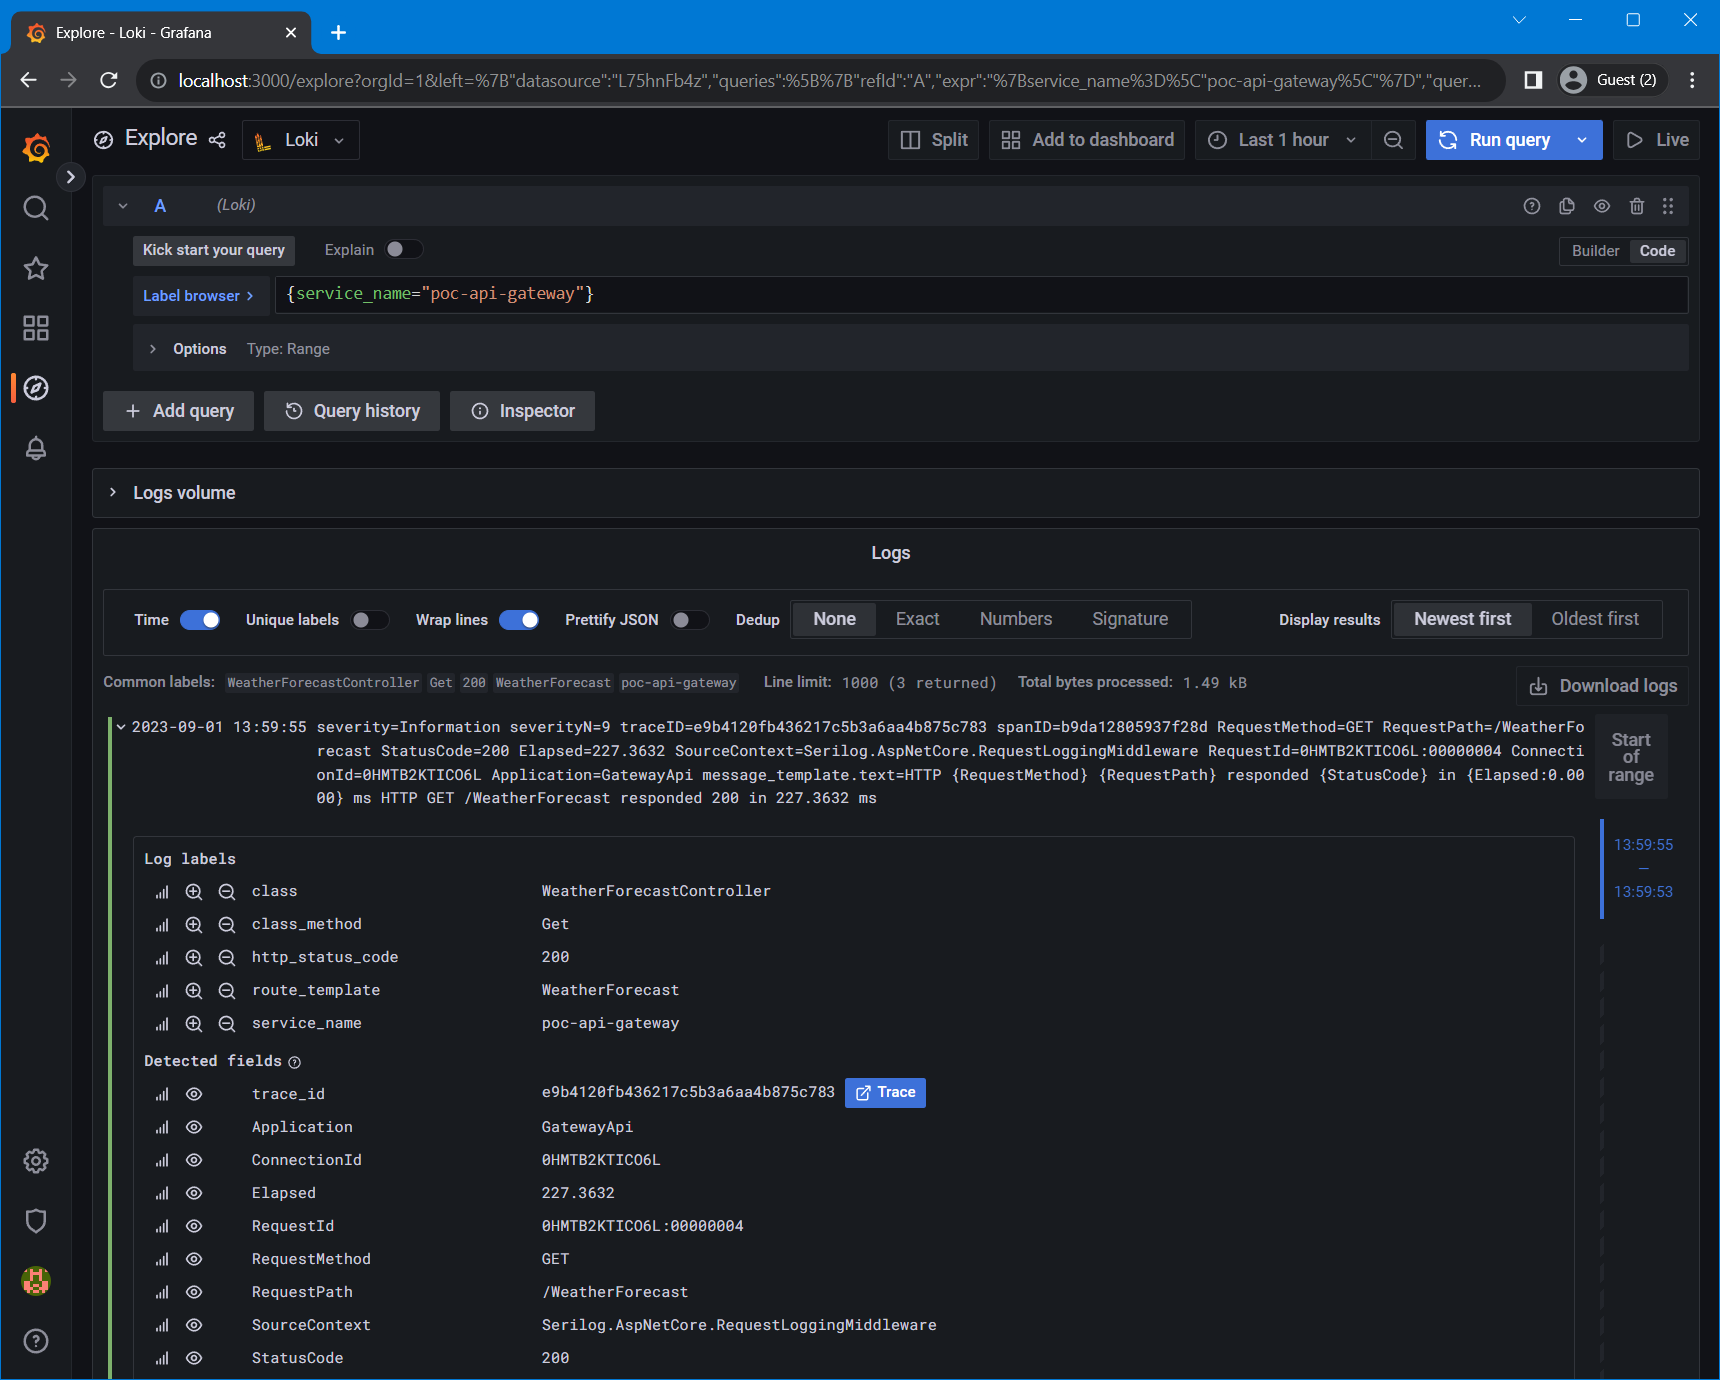 Explore - Loki - Grafana
localhost:3000/explore?orgId=1&left=%7B"datasource":"L75hnFb4z","queries":%5B%7B"refId":"A","expr":"%7Bservice_name%3D%5C"poc-api-gateway%5C"%7D","quer...
Guest (2)
Explore
Loki
Split
Add to dashboard
Last 1 hour
Run query
Live
A
(Loki)
Kick start your query
Explain
Builder
Code
Label browser
{service_name="poc-api-gateway"}
Options
Type: Range
Add query
Query history
Inspector
Logs volume
Logs
Time
Unique labels
Wrap lines
Prettify JSON
Dedup
None
Exact
Numbers
Signature
Display results
Newest first
Oldest first
Common labels: WeatherForecastController Get 200 WeatherForecast poc-api-gateway
Line limit: 1000 (3 returned)
Total bytes processed: 1.49 kB
Download logs
2023-09-01 13:59:55 severity=Information severityN=9 traceID=e9b4120fb436217c5b3a6aa4b875c783 spanID=b9da12805937f28d RequestMethod=GET RequestPath=/WeatherFo
recast StatusCode=200 Elapsed=227.3632 SourceContext=Serilog.AspNetCore.RequestLoggingMiddleware RequestId=0HMTB2KTICO6L:00000004 Connecti
onId=0HMTB2KTICO6L Application=GatewayApi message_template.text=HTTP {RequestMethod} {RequestPath} responded {StatusCode} in {Elapsed:0.00
00} ms HTTP GET /WeatherForecast responded 200 in 227.3632 ms
Start
of
range
13:59:55
—
13:59:53
Log labels
class WeatherForecastController
class_method Get
http_status_code 200
route_template WeatherForecast
service_name poc-api-gateway
Detected fields
trace_id e9b4120fb436217c5b3a6aa4b875c783 Trace
Application GatewayApi
ConnectionId 0HMTB2KTICO6L
Elapsed 227.3632
RequestId 0HMTB2KTICO6L:00000004
RequestMethod GET
RequestPath /WeatherForecast
SourceContext Serilog.AspNetCore.RequestLoggingMiddleware
StatusCode 200